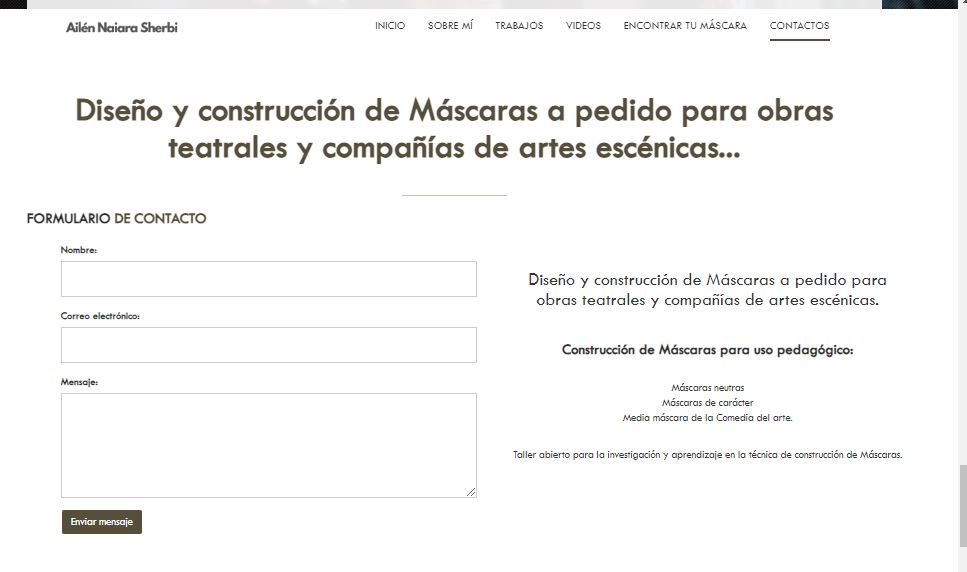 Ailén Naiara Sherbi
INICIO SOBRE MÍ TRABAJOS VIDEOS ENCONTRAR TU MÁSCARA CONTACTOS
Diseño y construcción de Máscaras a pedido para obras
teatrales y compañías de artes escénicas...
FORMULARIO DE CONTACTO
Nombre:
Correo electrónico:
Mensaje:
Enviar mensaje
Diseño y construcción de Máscaras a pedido para
obras teatrales y compañías de artes escénicas.
Construcción de Máscaras para uso pedagógico:
Máscaras neutras
Máscaras de carácter
Media máscara de la Comedia del arte.
Taller abierto para la investigación y aprendizaje en la técnica de construcción de Máscaras.